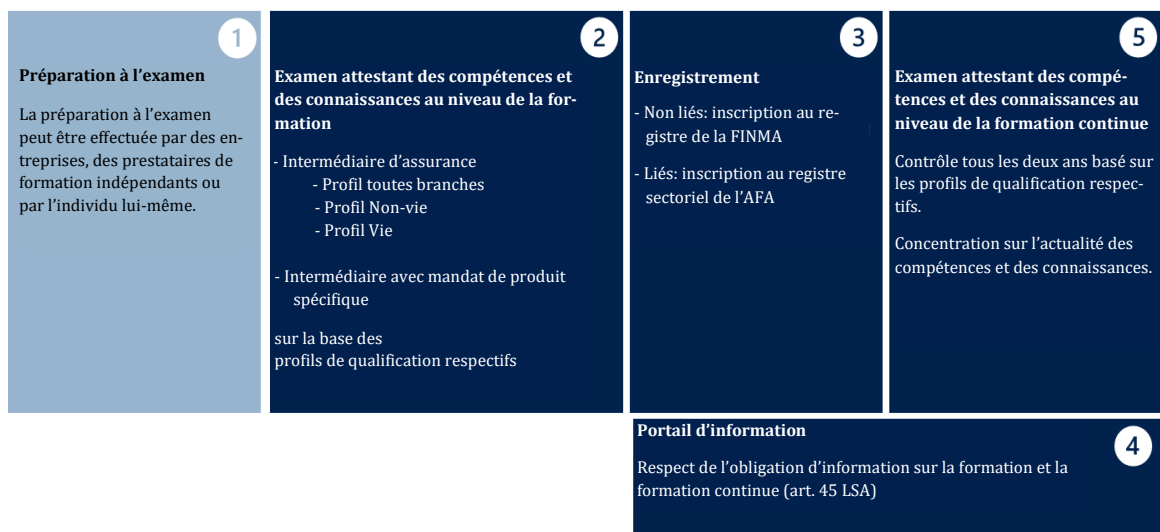 1
Préparation à l'examen
La préparation à l'examen
peut être effectuée par des en-
treprises, des prestataires de
formation indépendants ou
par l'individu lui-même.
2
Examen attestant des compétences et
des connaissances au niveau de la for-
mation
- Intermédiaire d'assurance
- Profil toutes branches
- Profil Non-vie
- Profil Vie
- Intermédiaire avec mandat de produit
spécifique
sur la base des
profils de qualification respectifs
3
Enregistrement
- Non liés: inscription au re-
gistre de la FINMA
- Liés: inscription au registre
sectoriel de l'AFA
5
Examen attestant des compé-
tences et des connaissances au
niveau de la formation continue
Contrôle tous les deux ans basé sur
les profils de qualification respec-
tifs.
Concentration sur l'actualité des
compétences et des connaissances.
Portail d'information
4
Respect de l'obligation d'information sur la formation et la
formation continue (art. 45 LSA)